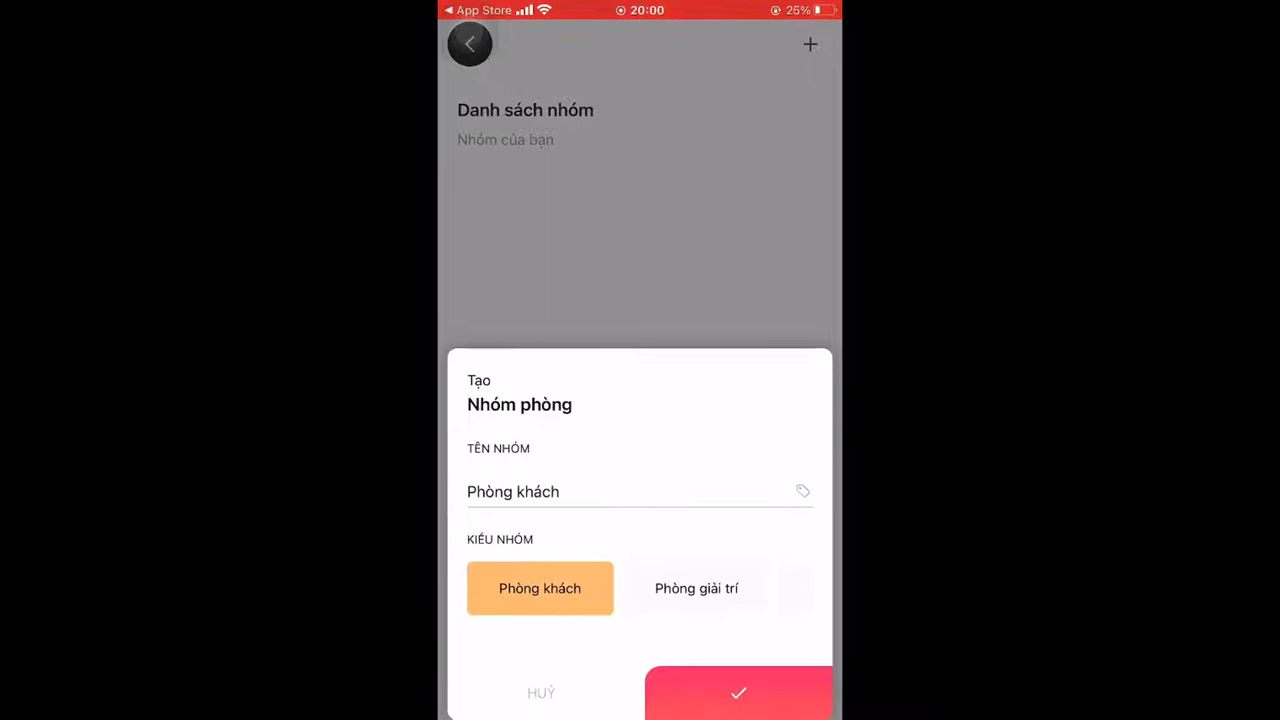 App Store 20:00 25%
Danh sách nhóm
Nhóm của bạn
Tạo
Nhóm phòng
TÊN NHÓM
Phòng khách
KIỂU NHÓM
Phòng khách Phòng giải trí
HUỶ